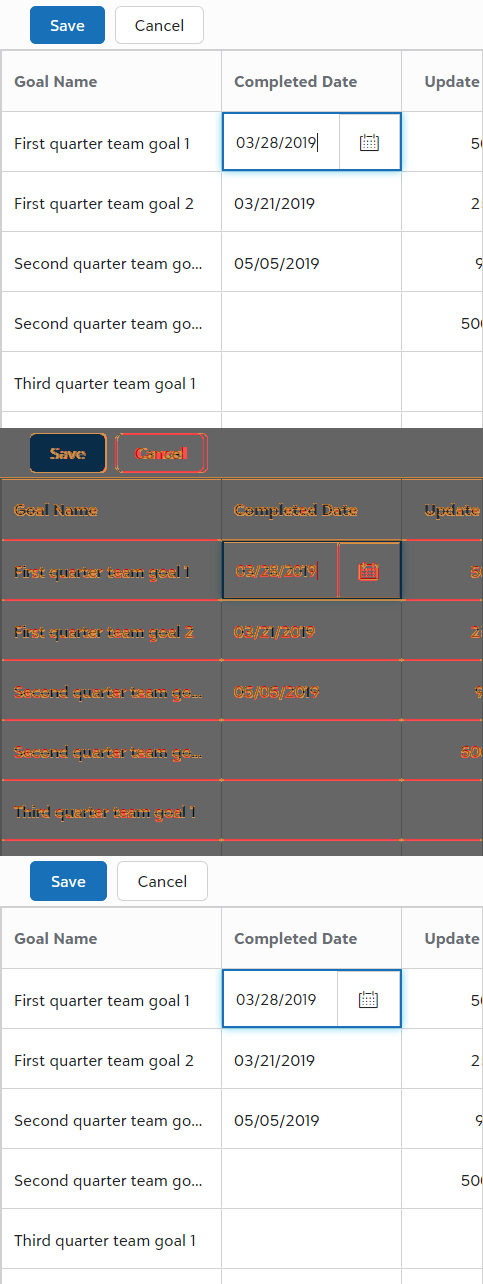 Save Cancel
Goal Name Completed Date Update
First quarter team goal 1 03/28/2019 5
First quarter team goal 2 03/21/2019 2
Second quarter team go... 05/05/2019 9
Second quarter team go... 500
Third quarter team goal 1
Save Cancel
Goal Name Completed Date Update
First quarter team goal 1 03/28/2019 5
First quarter team goal 2 03/21/2019 2
Second quarter team go... 05/05/2019 9
Second quarter team go... 500
Third quarter team goal 1
Save Cancel
Goal Name Completed Date Update
First quarter team goal 1 03/28/2019 5
First quarter team goal 2 03/21/2019 2
Second quarter team go... 05/05/2019 9
Second quarter team go... 500
Third quarter team goal 1